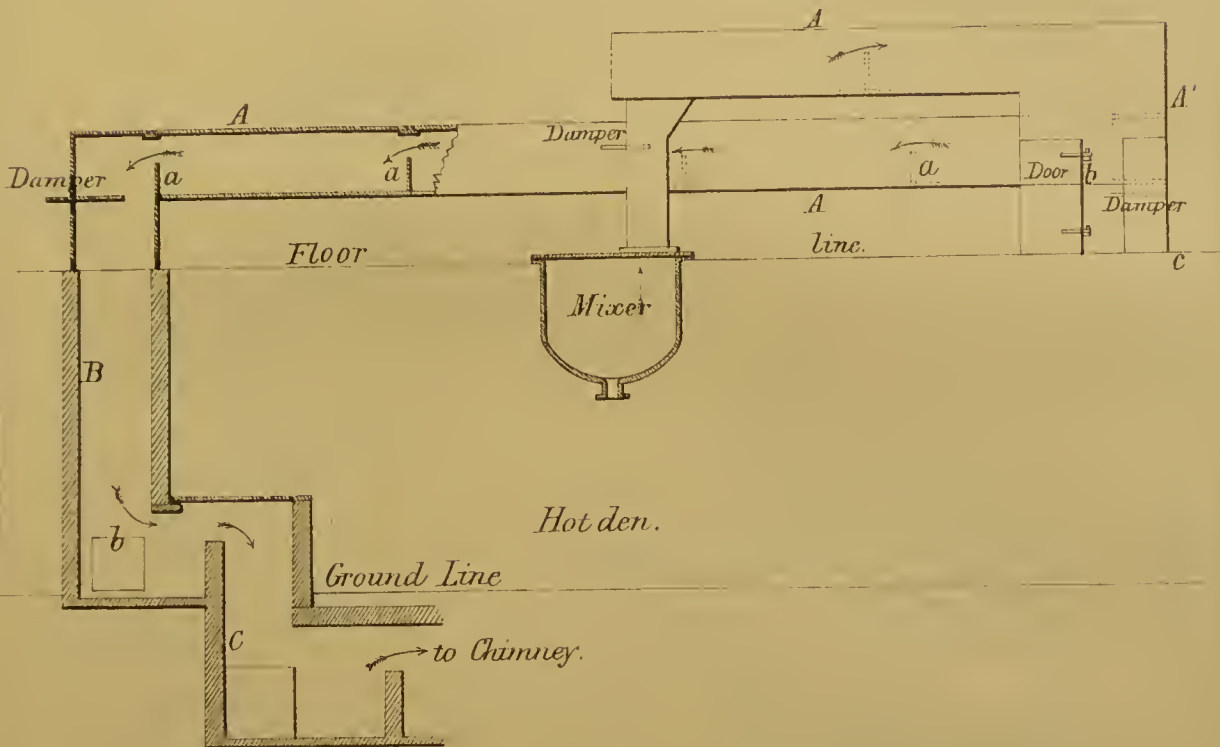 A
A
A'
Damper
a
a
a
Damper
Door
b
Damper
A
Floor
line.
c
Mixer
B
Hot den.
b
Ground Line
C
to Chimney.